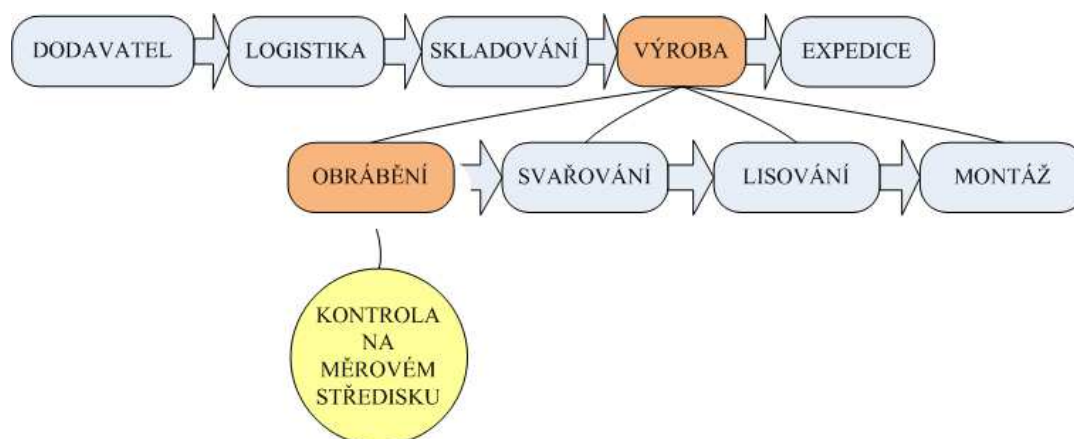 DODAVATEL
LOGISTIKA
SKLADOVÁNÍ
VÝROBA
EXPEDICE
OBRÁBĚNÍ
SVAŘOVÁNÍ
LISOVÁNÍ
MONTÁŽ
KONTROLA
NA
MĚROVÉM
STŘEDISKU